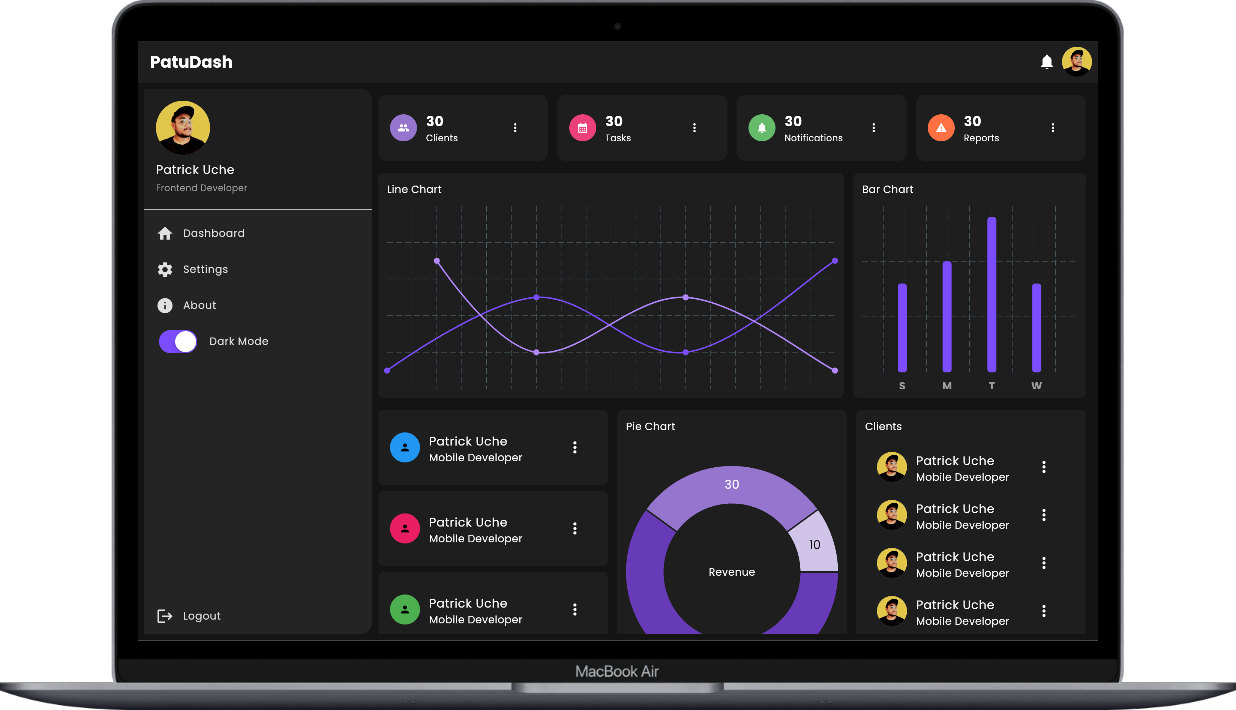 PatuDash
Patrick Uche
Frontend Developer
Dashboard
Settings
About
Dark Mode
Logout
30
Clients
30
Tasks
30
Notifications
30
Reports
Line Chart
Bar Chart
S M T W
Patrick Uche
Mobile Developer
Patrick Uche
Mobile Developer
Patrick Uche
Mobile Developer
Pie Chart
30
10
Revenue
Clients
Patrick Uche
Mobile Developer
Patrick Uche
Mobile Developer
Patrick Uche
Mobile Developer
Patrick Uche
Mobile Developer
MacBook Air